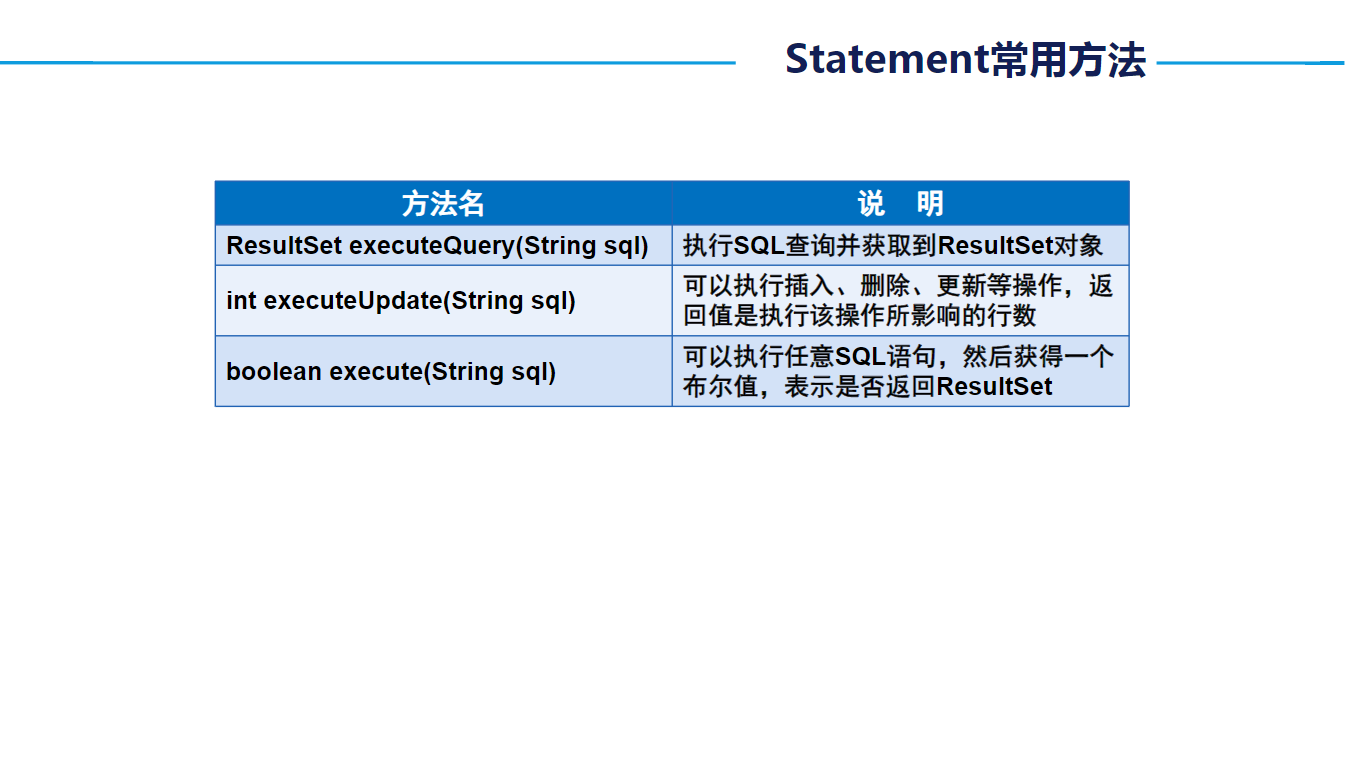 Statement常用方法
方法名
说 明
ResultSet executeQuery(String sql)
执行SQL查询并获取到ResultSet对象
int executeUpdate(String sql)
可以执行插入、删除、更新等操作，返
回值是执行该操作所影响的行数
boolean execute(String sql)
可以执行任意SQL语句，然后获得一个
布尔值，表示是否返回ResultSet